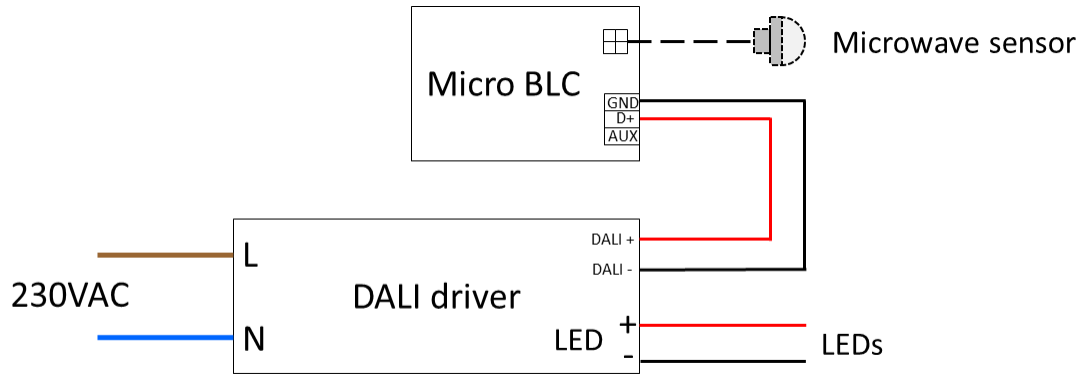 Microwave sensor
Micro BLC
GND
D+
AUX
DALI +
L
DALI -
230VAC
DALI driver
+
N
LED
LEDs
-